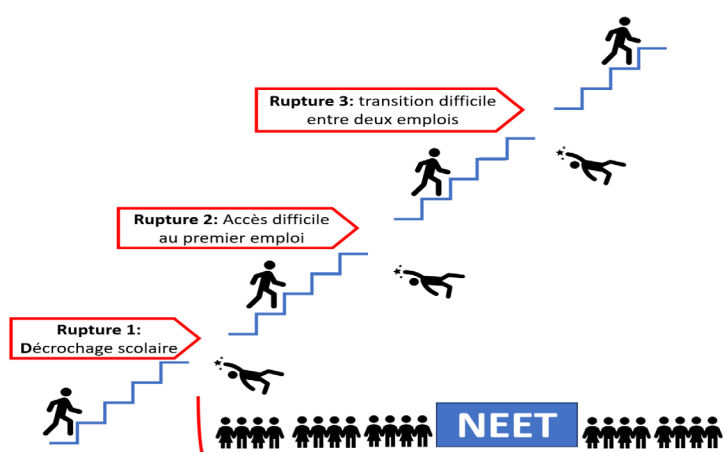 Rupture 3: transition difficile
entre deux emplois
Rupture 2: Accès difficile
au premier emploi
Rupture 1:
Décrochage scolaire
NEET